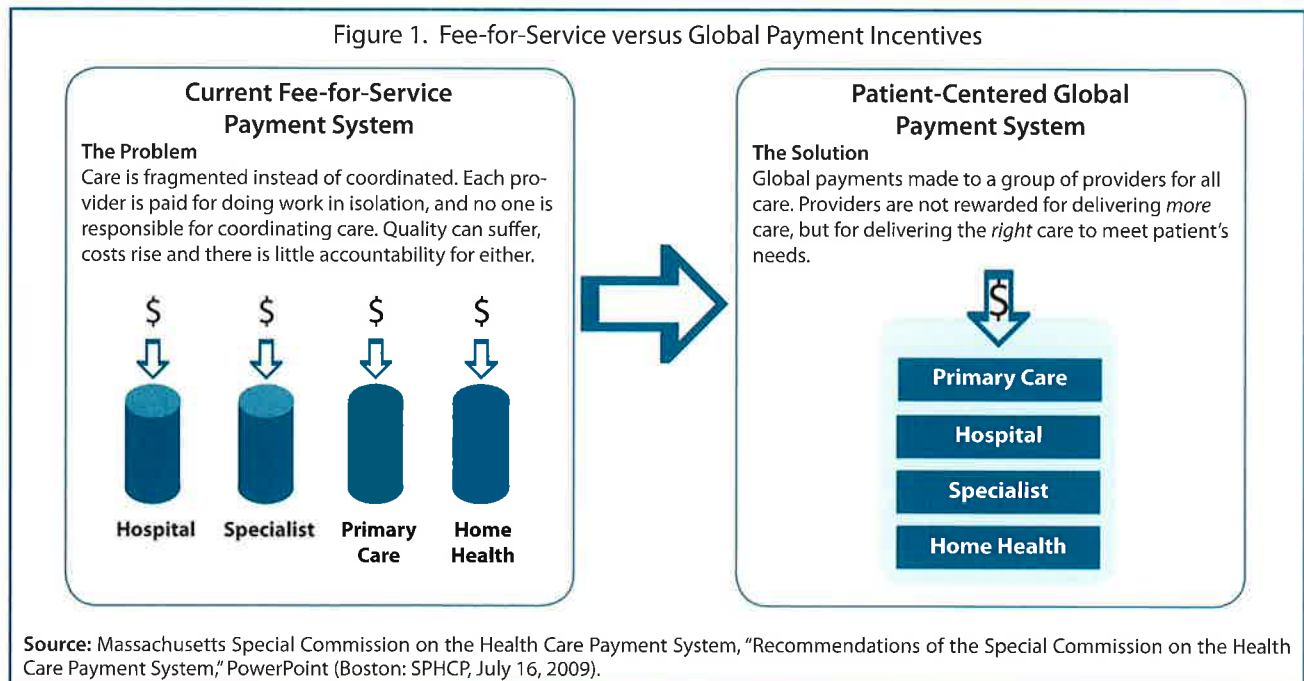 Figure 1. Fee-for-Service versus Global Payment Incentives
Current Fee-for-Service
Payment System
The Problem
Care is fragmented instead of coordinated. Each pro-
vider is paid for doing work in isolation, and no one is
responsible for coordinating care. Quality can suffer,
costs rise and there is little accountability for either.
$ $ $ $
Hospital Specialist Primary Care Home Health
Patient-Centered Global
Payment System
The Solution
Global payments made to a group of providers for all
care. Providers are not rewarded for delivering more
care, but for delivering the right care to meet patient's
needs.
$
Primary Care
Hospital
Specialist
Home Health
Source: Massachusetts Special Commission on the Health Care Payment System, "Recommendations of the Special Commission on the Health
Care Payment System," PowerPoint (Boston: SPHCP, July 16, 2009).